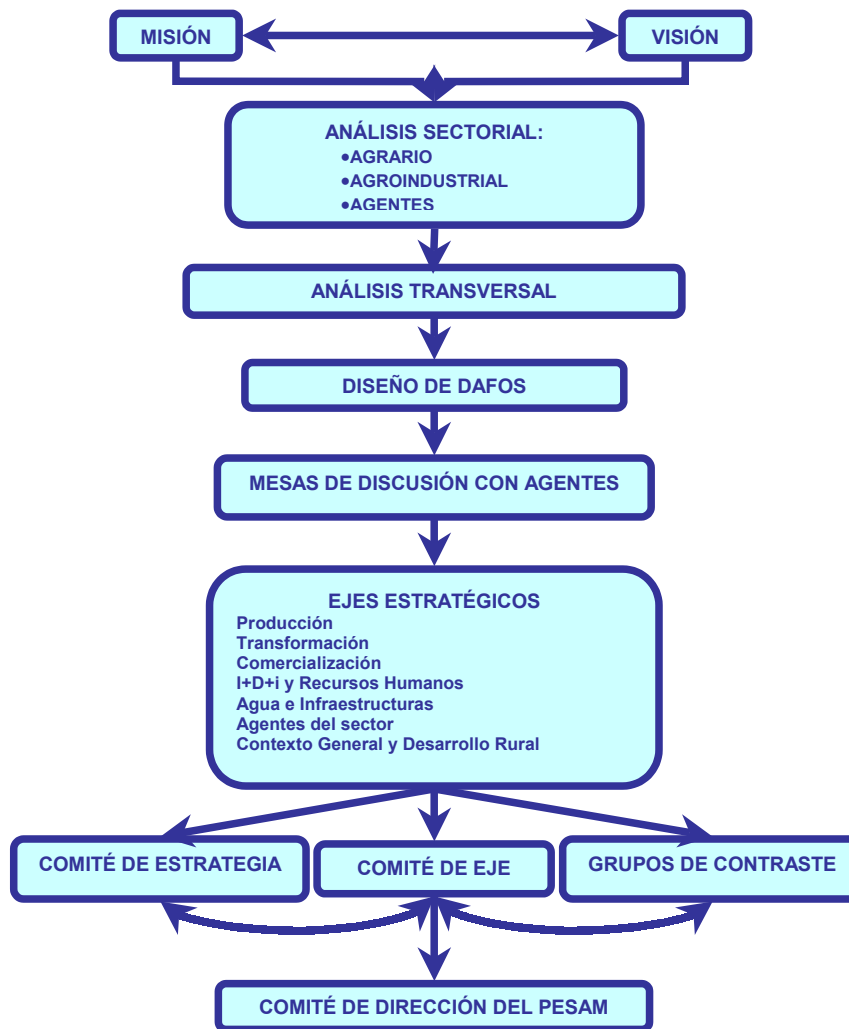 MISIÓN
VISIÓN
ANÁLISIS SECTORIAL:
•AGRARIO
•AGROINDUSTRIAL
•AGENTES
ANÁLISIS TRANSVERSAL
DISEÑO DE DAFOS
MESAS DE DISCUSIÓN CON AGENTES
EJES ESTRATÉGICOS
Producción
Transformación
Comercialización
I+D+i y Recursos Humanos
Agua e Infraestructuras
Agentes del sector
Contexto General y Desarrollo Rural
COMITÉ DE ESTRATEGIA
COMITÉ DE EJE
GRUPOS DE CONTRASTE
COMITÉ DE DIRECCIÓN DEL PESAM